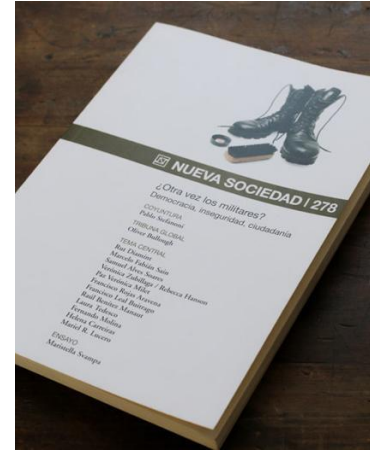 NUEVA SOCIEDAD | 278
¿Otra vez los militares?
Democracia, inseguridad, ciudadanía
COYUNTURA
Pablo Stefanoni
TRIBUNA GLOBAL
Oliver Bullough
TEMA CENTRAL
Rut Diamint
Marcelo Fabián Sain
Samuel Alves Soares
Verónica Zubillaga / Rebecca Hanson
Paz Verónica Milet
Francisco Rojas Aravena
Francisco Leal Buitrago
Raúl Benítez Manaut
Laura Tedesco
Fernando Molina
Helena Carreiras
Mariel R. Lucero
ENSAYO
Maristella Svampa